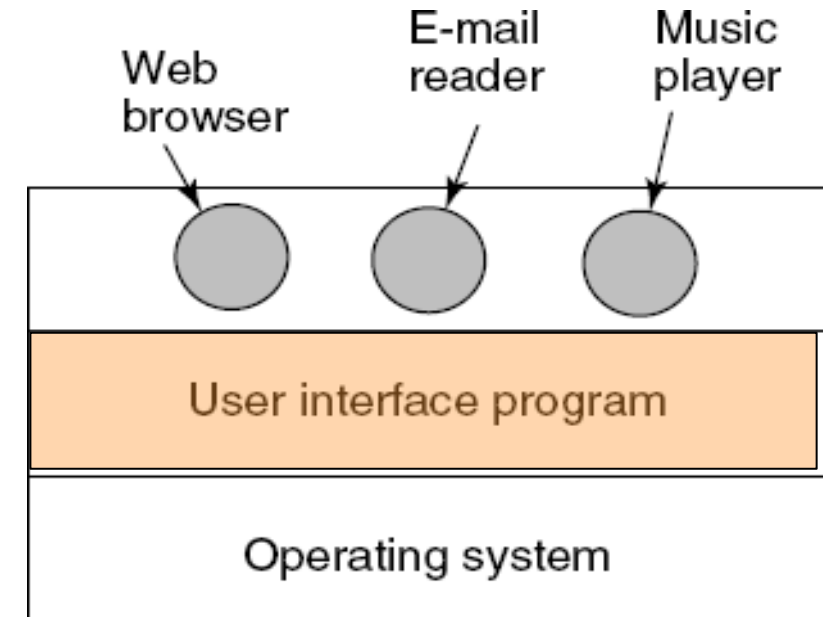 Web
browser
E-mail
reader
Music
player
User interface program
Operating system